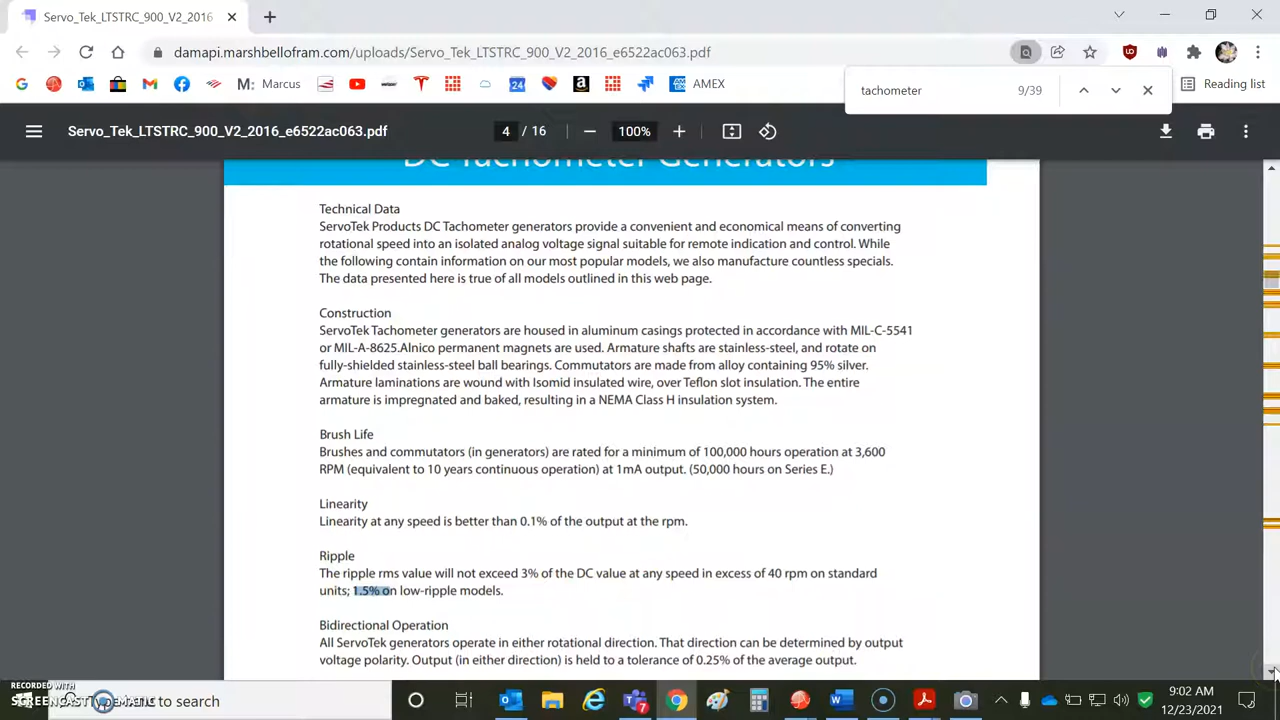 Servo_Tek_LTSTRC_900_V2_2016
damapi.marshbellofram.com/uploads/Servo_Tek_LTSTRC_900_V2_2016_e6522ac063.pdf
M: Marcus
24
AMEX
Reading list
tachometer
9/39
Servo_Tek_LTSTRC_900_V2_2016_e6522ac063.pdf
4 / 16
100%
DC Tachometer Generators
Technical Data
ServoTek Products DC Tachometer generators provide a convenient and economical means of converting
rotational speed into an isolated analog voltage signal suitable for remote indication and control. While
the following contain information on our most popular models, we also manufacture countless specials.
The data presented here is true of all models outlined in this web page.
Construction
ServoTek Tachometer generators are housed in aluminum casings protected in accordance with MIL-C-5541
or MIL-A-8625.Alnico permanent magnets are used. Armature shafts are stainless-steel, and rotate on
fully-shielded stainless-steel ball bearings. Commutators are made from alloy containing 95% silver.
Armature laminations are wound with Isomid insulated wire, over Teflon slot insulation. The entire
armature is impregnated and baked, resulting in a NEMA Class H insulation system.
Brush Life
Brushes and commutators (in generators) are rated for a minimum of 100,000 hours operation at 3,600
RPM (equivalent to 10 years continuous operation) at 1mA output. (50,000 hours on Series E.)
Linearity
Linearity at any speed is better than 0.1% of the output at the rpm.
Ripple
The ripple rms value will not exceed 3% of the DC value at any speed in excess of 40 rpm on standard
units; 1.5% on low-ripple models.
Bidirectional Operation
All ServoTek generators operate in either rotational direction. That direction can be determined by output
voltage polarity. Output (in either direction) is held to a tolerance of 0.25% of the average output.
RECORDED WITH
SCREENCAST MATIC
Type here to search
7
9:02 AM
12/23/2021